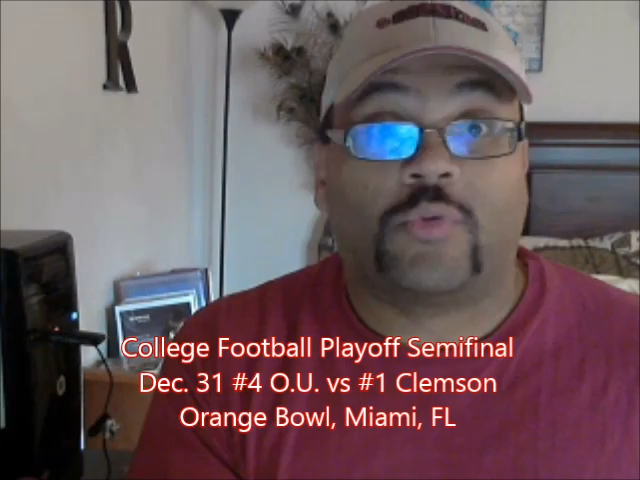 R
College Football Playoff Semifinal
Dec. 31 #4 O.U. vs #1 Clemson
Orange Bowl, Miami, FL